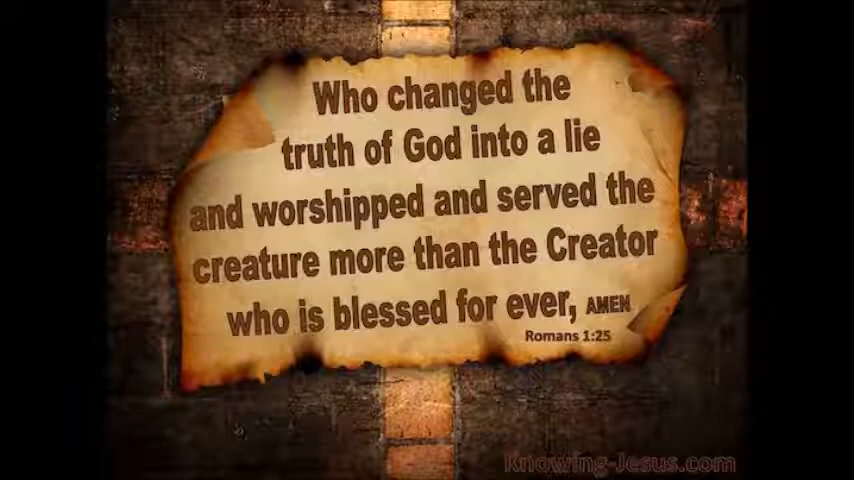 Who changed the
truth of God into a lie
and worshipped and served the
creature more than the Creator
who is blessed for ever, AMEN
Romans 1:25
Knowing-Jesus.com